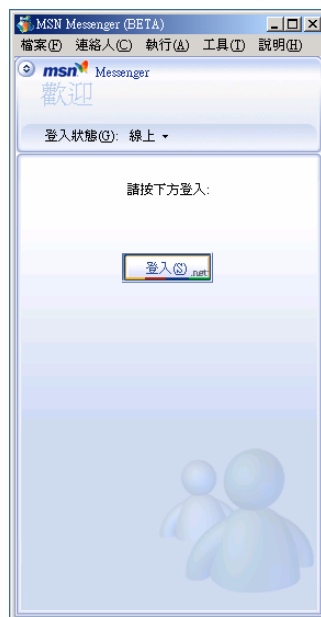 MSN Messenger (BETA)
檔案(F) 連絡人(C) 執行(A) 工具(T) 說明(H)
msn Messenger
歡迎
登入狀態(G): 線上
請按下方登入:
登入(S) .net